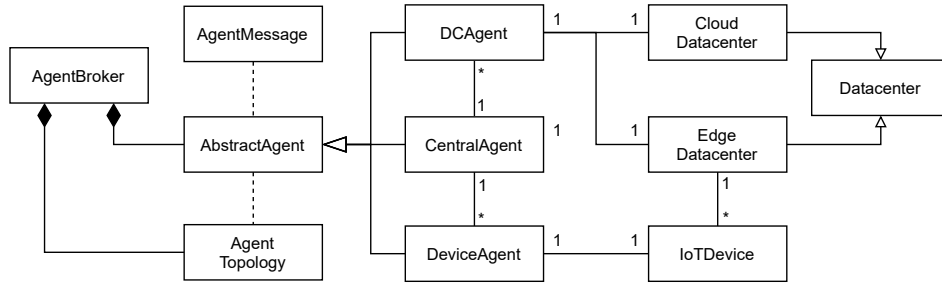 AgentMessage
DCAgent
1
1
Cloud
Datacenter
AgentBroker
*
Datacenter
1
AbstractAgent
CentralAgent
1
1
Edge
Datacenter
1
1
*
*
Agent
Topology
DeviceAgent
1
1
IoTDevice